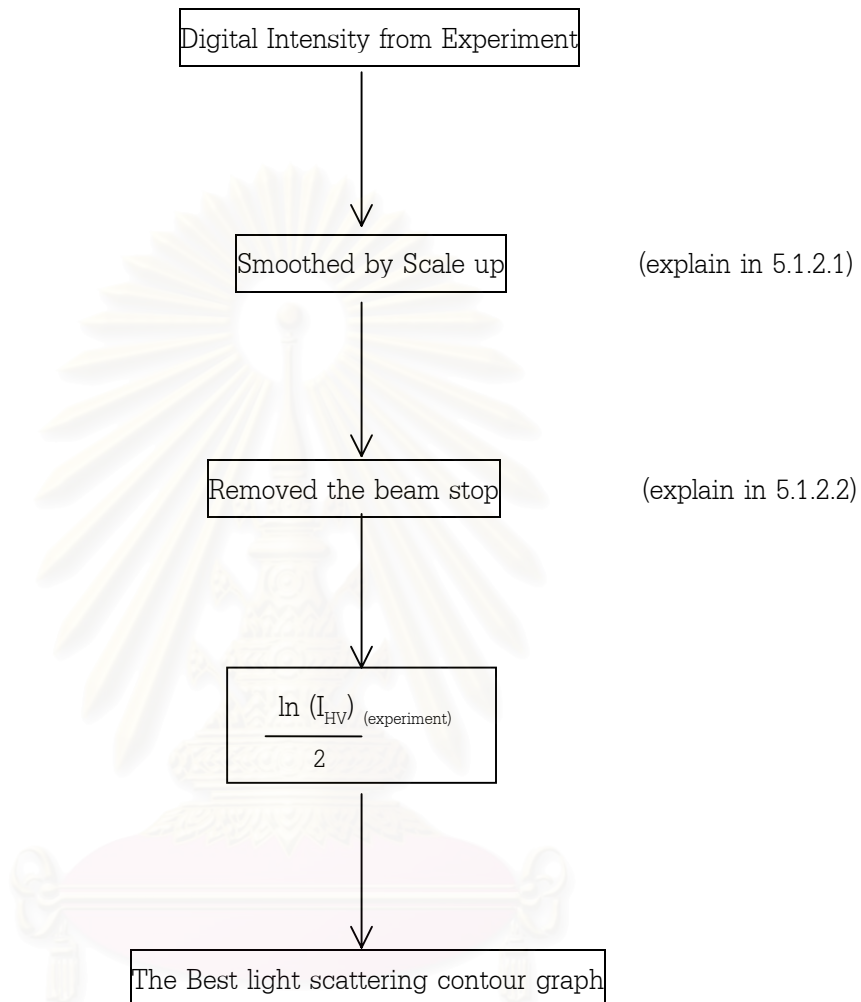 Digital Intensity from Experiment
Smoothed by Scale up (explain in 5.1.2.1)
Removed the beam stop (explain in 5.1.2.2)
ln (I_HV) (experiment)
2
The Best light scattering contour graph